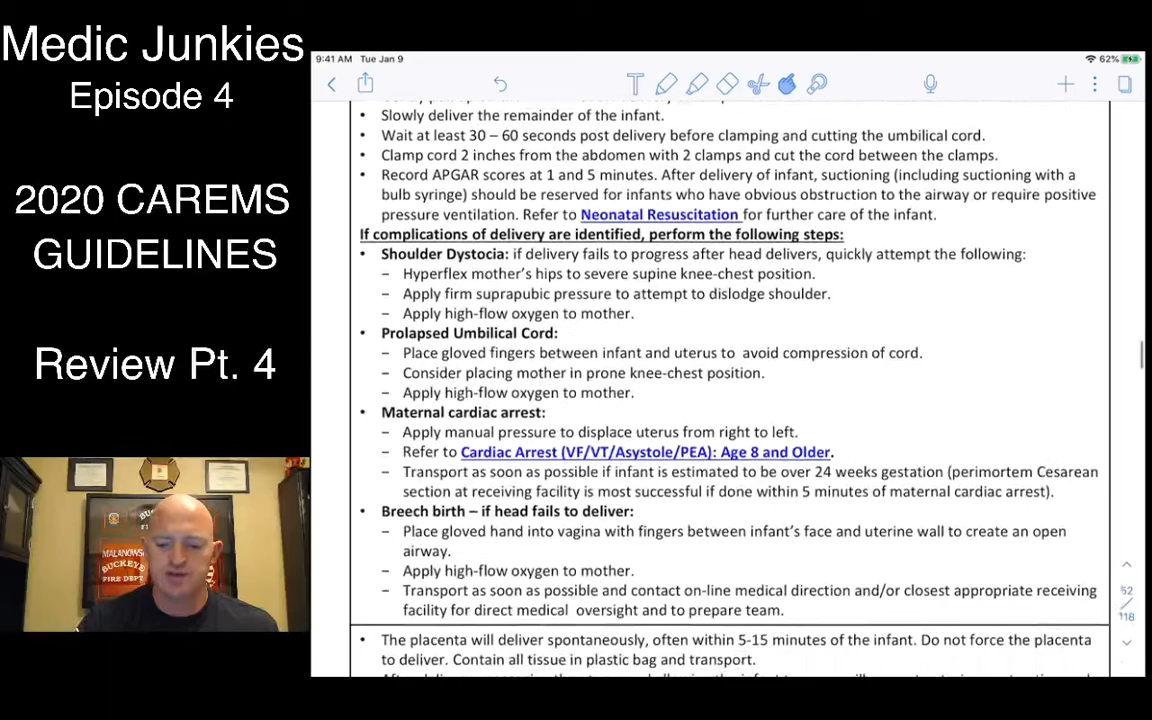 Medic Junkies
Episode 4
2020 CAREMS
GUIDELINES
Review Pt. 4
9:41 AM Tue Jan 9
62%
Slowly deliver the remainder of the infant.
Wait at least 30 – 60 seconds post delivery before clamping and cutting the umbilical cord.
Clamp cord 2 inches from the abdomen with 2 clamps and cut the cord between the clamps.
Record APGAR scores at 1 and 5 minutes. After delivery of infant, suctioning (including suctioning with a
bulb syringe) should be reserved for infants who have obvious obstruction to the airway or require positive
pressure ventilation. Refer to Neonatal Resuscitation for further care of the infant.
If complications of delivery are identified, perform the following steps:
• Shoulder Dystocia: if delivery fails to progress after head delivers, quickly attempt the following:
– Hyperflex mother's hips to severe supine knee-chest position.
– Apply firm suprapubic pressure to attempt to dislodge shoulder.
– Apply high-flow oxygen to mother.
• Prolapsed Umbilical Cord:
– Place gloved fingers between infant and uterus to avoid compression of cord.
– Consider placing mother in prone knee-chest position.
– Apply high-flow oxygen to mother.
• Maternal cardiac arrest:
– Apply manual pressure to displace uterus from right to left.
– Refer to Cardiac Arrest (VF/VT/Asystole/PEA): Age 8 and Older.
– Transport as soon as possible if infant is estimated to be over 24 weeks gestation (perimortem Cesarean
section at receiving facility is most successful if done within 5 minutes of maternal cardiac arrest).
• Breech birth – if head fails to deliver:
– Place gloved hand into vagina with fingers between infant's face and uterine wall to create an open
airway.
– Apply high-flow oxygen to mother.
– Transport as soon as possible and contact on-line medical direction and/or closest appropriate receiving
facility for direct medical oversight and to prepare team.
• The placenta will deliver spontaneously, often within 5-15 minutes of the infant. Do not force the placenta
to deliver. Contain all tissue in plastic bag and transport.
52
118
MALANOWS
BUCKEYE
FIRE DEPT